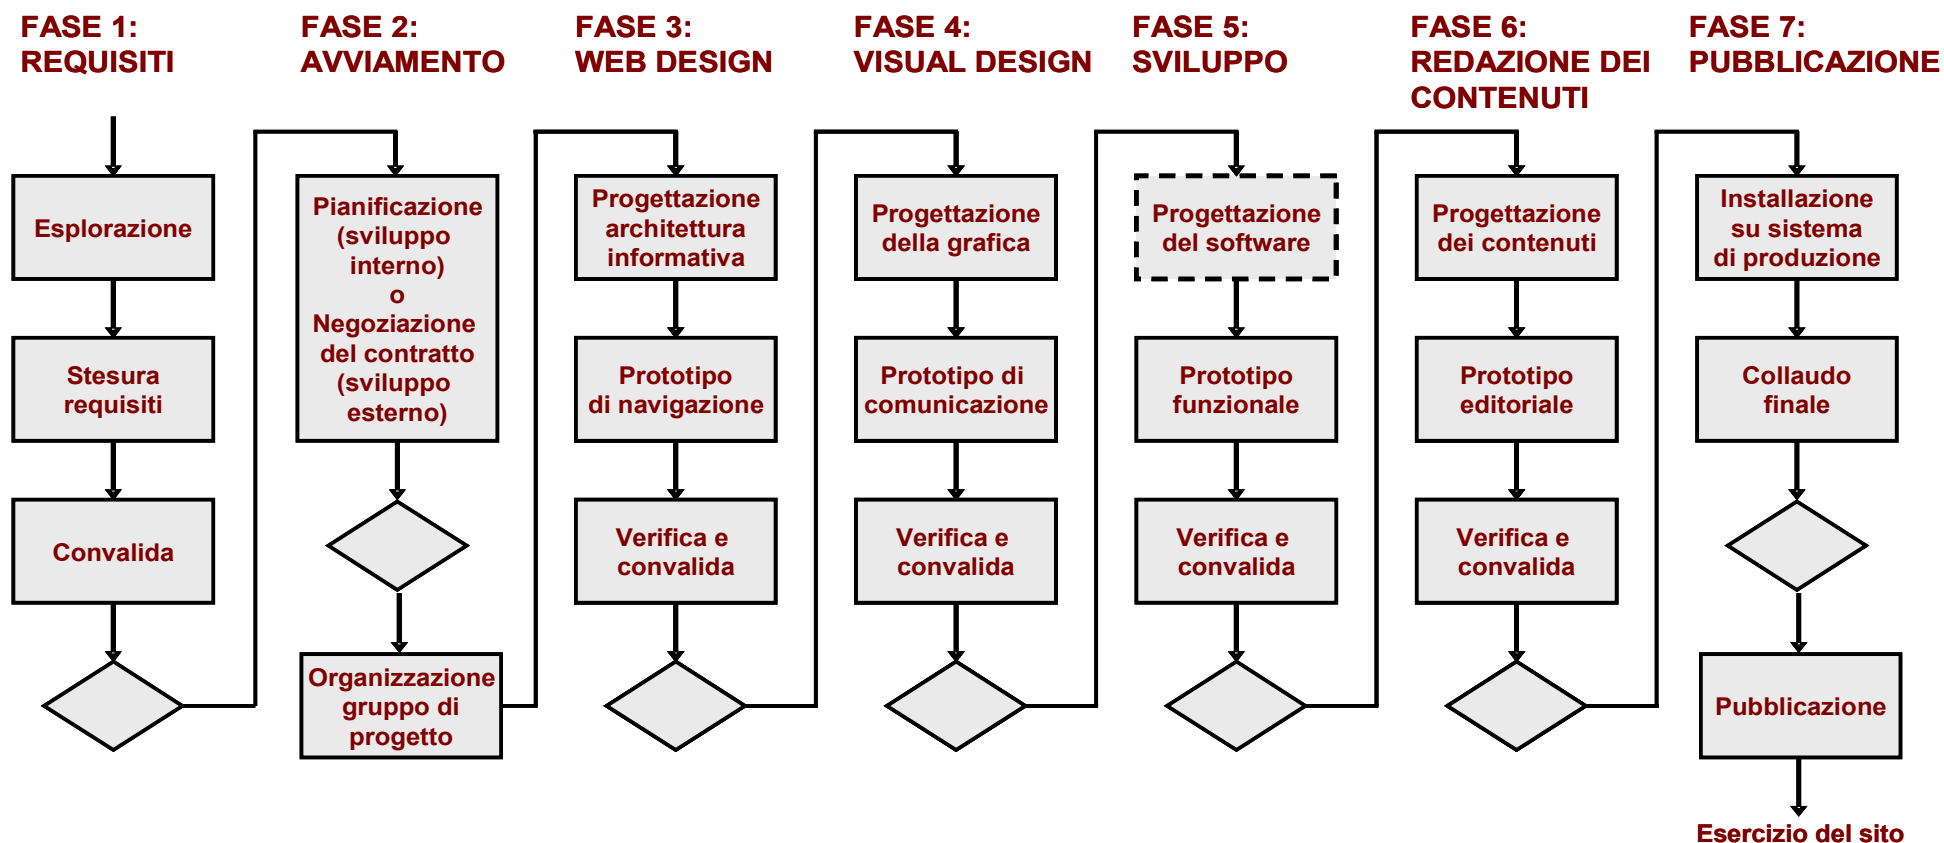 FASE 1:
REQUISITI
Esplorazione
Stesura
requisiti
Convalida
FASE 2:
AVVIAMENTO
Pianificazione
(sviluppo
interno)
o
Negoziazione
del contratto
(sviluppo
esterno)
Organizzazione
gruppo di
progetto
FASE 3:
WEB DESIGN
Progettazione
architettura
informativa
Prototipo
di navigazione
Verifica e
convalida
FASE 4:
VISUAL DESIGN
Progettazione
della grafica
Prototipo di
comunicazione
Verifica e
convalida
FASE 5:
SVILUPPO
Progettazione
del software
Prototipo
funzionale
Verifica e
convalida
FASE 6:
REDAZIONE DEI
CONTENUTI
Progettazione
dei contenuti
Prototipo
editoriale
Verifica e
convalida
FASE 7:
PUBBLICAZIONE
Installazione
su sistema
di produzione
Collaudo
finale
Pubblicazione
Esercizio del sito